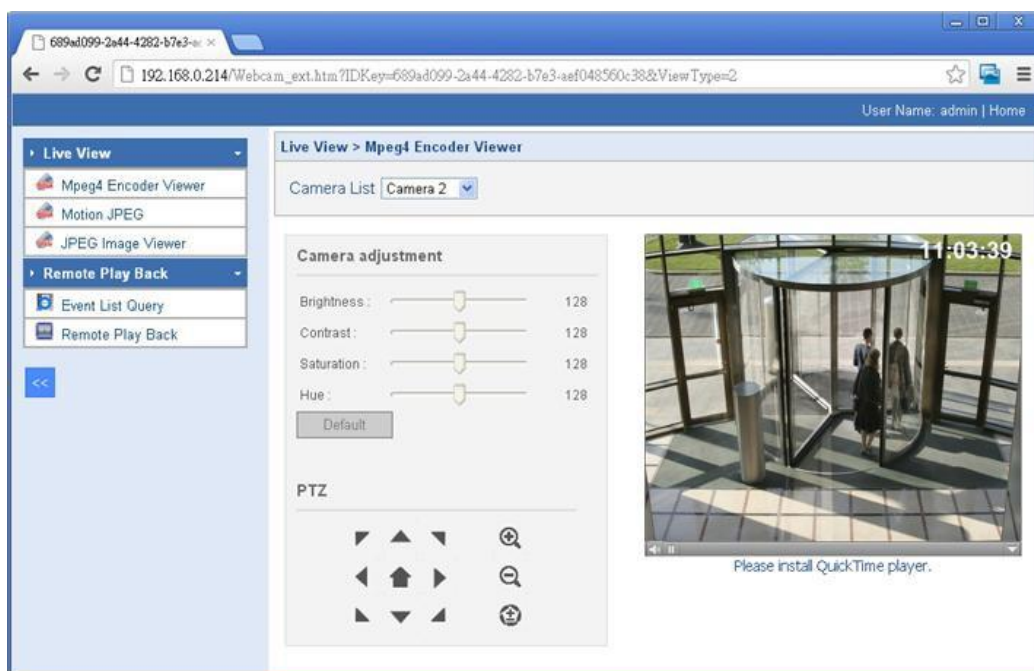 689ad099-2a44-4282-b7e3-ae
192.168.0.214/Webcam_ext.htm?IDKey=689ad099-2a44-4282-b7e3-aef048560c38&ViewType=2
User Name: admin | Home
Live View
Mpeg4 Encoder Viewer
Motion JPEG
JPEG Image Viewer
Remote Play Back
Event List Query
Remote Play Back
<<
Live View > Mpeg4 Encoder Viewer
Camera List Camera 2
Camera adjustment
Brightness : 128
Contrast : 128
Saturation : 128
Hue : 128
Default
PTZ
11:03:39
Please install QuickTime player.